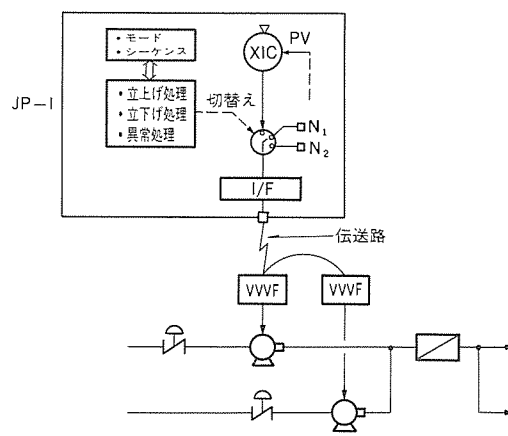 ・モード
・シーケンス
XIC
PV
JP－I
・立上げ処理
・立下げ処理
・異常処理
切替え
N₁
N₂
I/F
伝送路
VVVF
VVVF